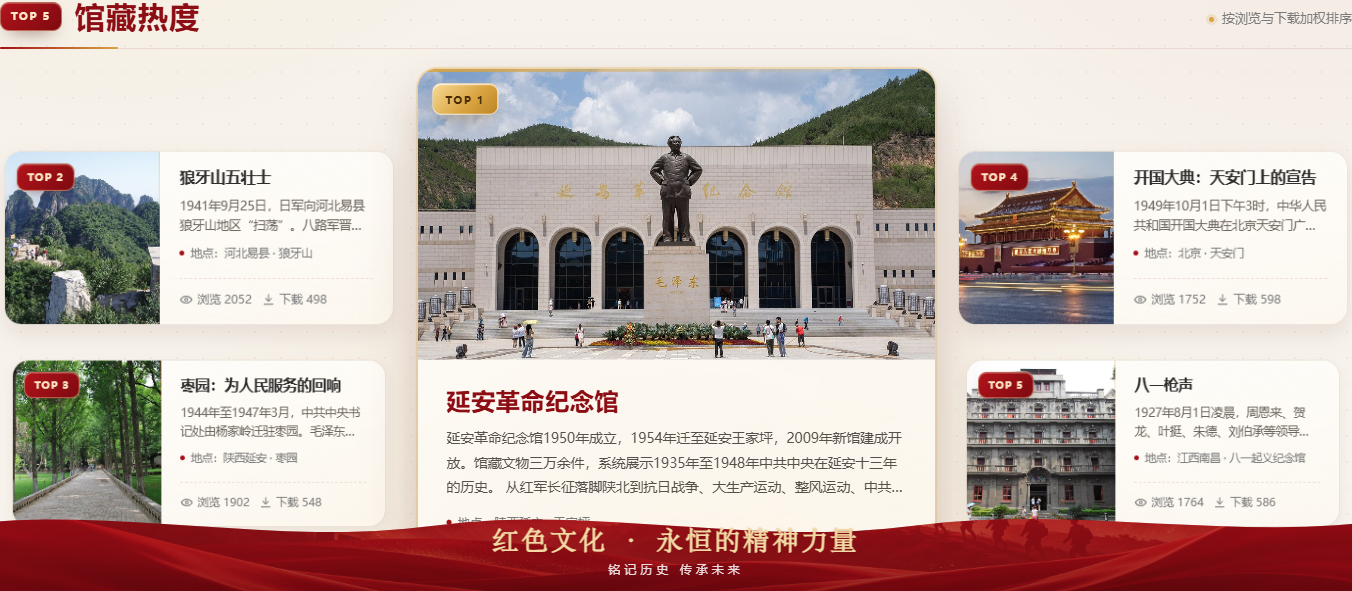 TOP 5 馆藏热度
按浏览与下载加权排序
TOP 2
狼牙山五壮士
1941年9月25日，日军向河北易县
狼牙山地区“扫荡”。八路军晋...
地点：河北易县·狼牙山
浏览 2052 下载 498
TOP 3
枣园：为人民服务的回响
1944年至1947年3月，中共中央书
记处由杨家岭迁驻枣园。毛泽东...
地点：陕西延安·枣园
浏览 1902 下载 548
TOP 1
延安革命纪念馆
毛泽东
延安革命纪念馆
延安革命纪念馆1950年成立，1954年迁至延安王家坪，2009年新馆建成开
放。馆藏文物三万余件，系统展示1935年至1948年中共中央在延安十三年
的历史。 从红军长征落脚陕北到抗日战争、大生产运动、整风运动、中共...
TOP 4
开国大典：天安门上的宣告
1949年10月1日下午3时，中华人民
共和国开国大典在北京天安门广...
地点：北京·天安门
浏览 1752 下载 598
TOP 5
八一枪声
1927年8月1日凌晨，周恩来、贺
龙、叶挺、朱德、刘伯承等领导...
地点：江西南昌·八一起义纪念馆
浏览 1764 下载 586
红色文化 · 永恒的精神力量
铭记历史 传承未来